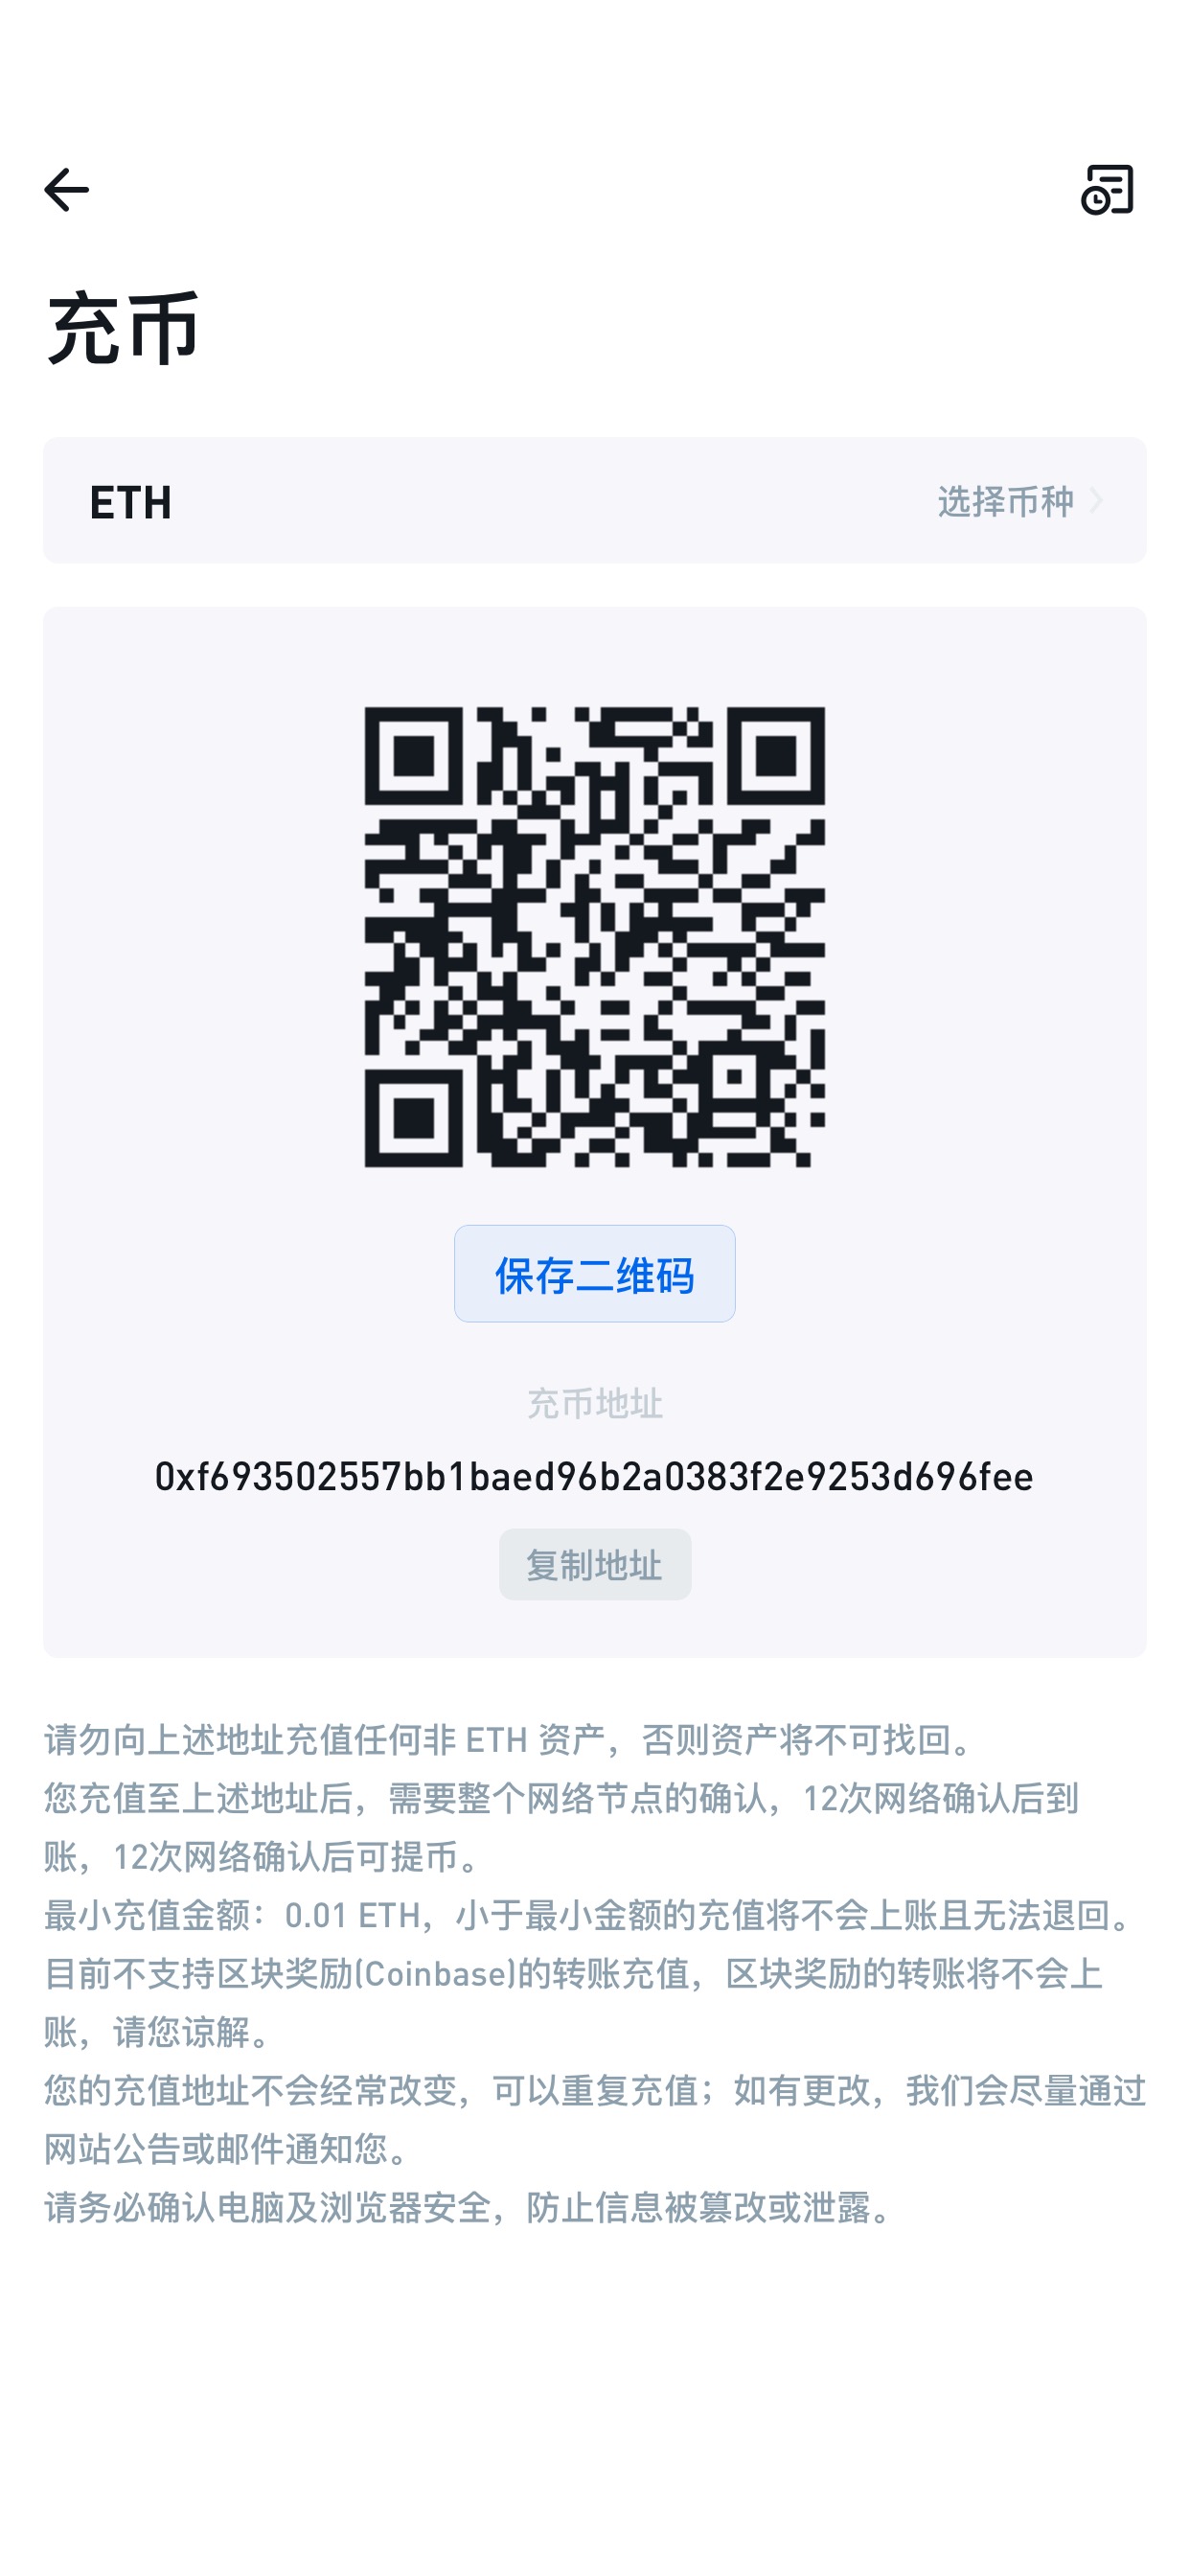 充币
ETH
选择币种
保存二维码
充币地址
0xf693502557bb1baed96b2a0383f2e9253d696fee
复制地址
请勿向上述地址充值任何非 ETH 资产，否则资产将不可找回。
您充值至上述地址后，需要整个网络节点的确认，12次网络确认后到
账，12次网络确认后可提币。
最小充值金额：0.01 ETH，小于最小金额的充值将不会上账且无法退回。
目前不支持区块奖励(Coinbase)的转账充值，区块奖励的转账将不会上
账，请您谅解。
您的充值地址不会经常改变，可以重复充值；如有更改，我们会尽量通过
网站公告或邮件通知您。
请务必确认电脑及浏览器安全，防止信息被篡改或泄露。